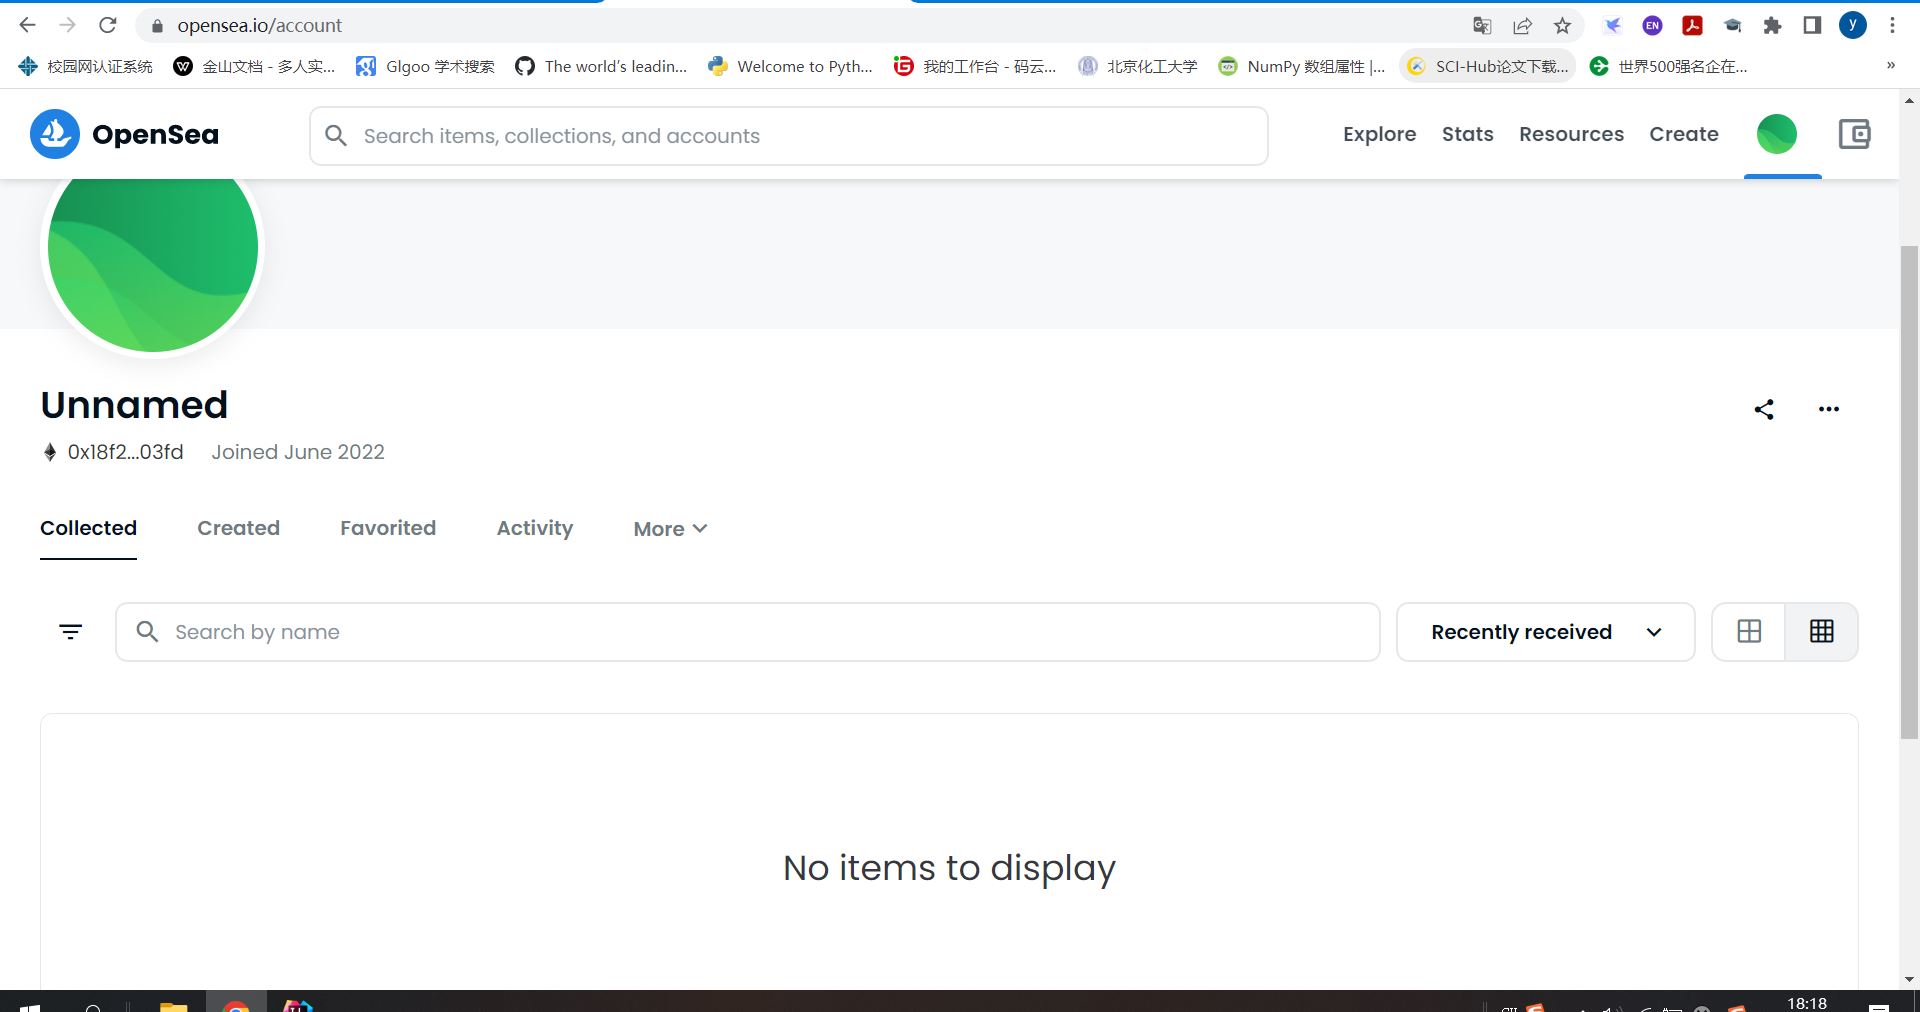 opensea.io/account
EN
y
校园网认证系统
金山文档 - 多人实...
Glgoo 学术搜索
The world's leadin...
Welcome to Pyth...
我的工作台 - 码云...
北京化工大学
NumPy 数组属性 |...
SCI-Hub论文下载...
世界500强名企在...
»
OpenSea
Search items, collections, and accounts
Explore
Stats
Resources
Create
Unnamed
0x18f2...03fd
Joined June 2022
Collected
Created
Favorited
Activity
More
Search by name
Recently received
No items to display
18:18